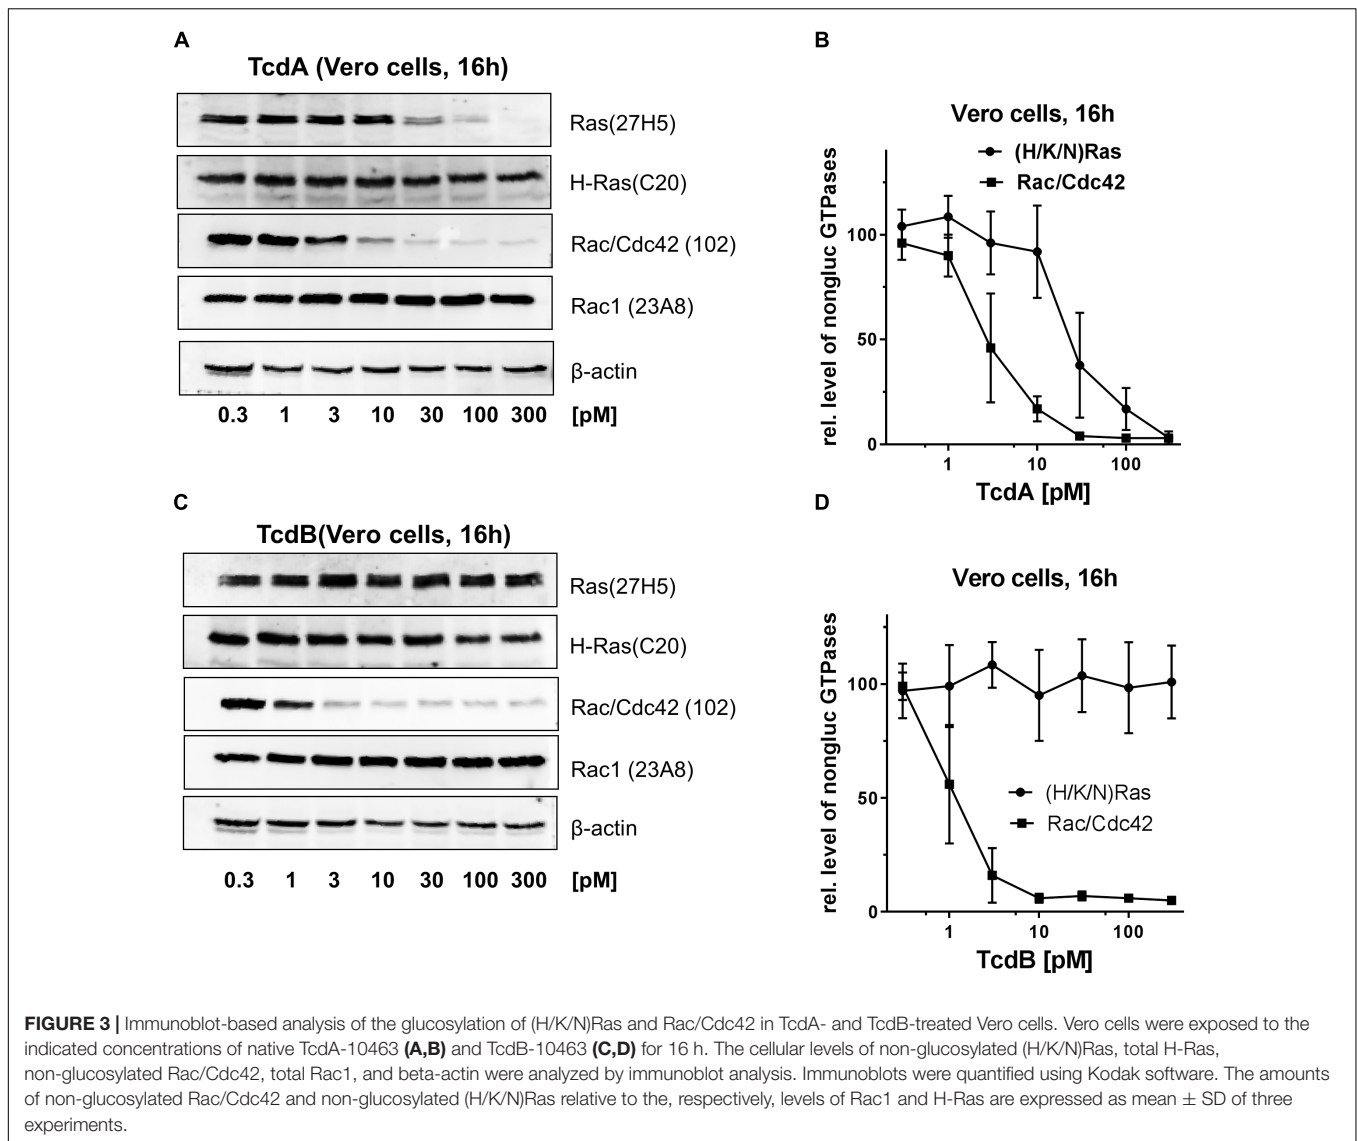 A
TcdA (Vero cells, 16h)
Ras(27H5)
H-Ras(C20)
Rac/Cdc42 (102)
Rac1 (23A8)
β-actin
0.3 1 3 10 30 100 300 [pM]
B
Vero cells, 16h
(H/K/N)Ras
Rac/Cdc42
rel. level of nongluc GTPases
100
50
0
1 10 100
TcdA [pM]
C
TcdB(Vero cells, 16h)
Ras(27H5)
H-Ras(C20)
Rac/Cdc42 (102)
Rac1 (23A8)
β-actin
0.3 1 3 10 30 100 300 [pM]
D
Vero cells, 16h
rel. level of nongluc GTPases
100
50
0
(H/K/N)Ras
Rac/Cdc42
1 10 100
TcdB [pM]
FIGURE 3 | Immunoblot-based analysis of the glucosylation of (H/K/N)Ras and Rac/Cdc42 in TcdA- and TcdB-treated Vero cells. Vero cells were exposed to the
indicated concentrations of native TcdA-10463 (A,B) and TcdB-10463 (C,D) for 16 h. The cellular levels of non-glucosylated (H/K/N)Ras, total H-Ras,
non-glucosylated Rac/Cdc42, total Rac1, and beta-actin were analyzed by immunoblot analysis. Immunoblots were quantified using Kodak software. The amounts
of non-glucosylated Rac/Cdc42 and non-glucosylated (H/K/N)Ras relative to the, respectively, levels of Rac1 and H-Ras are expressed as mean ± SD of three
experiments.